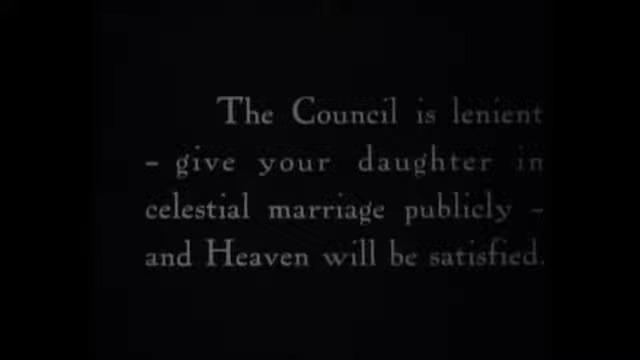 The Council is lenient
- give your daughter in
celestial marriage publicly -
and Heaven will be satisfied.